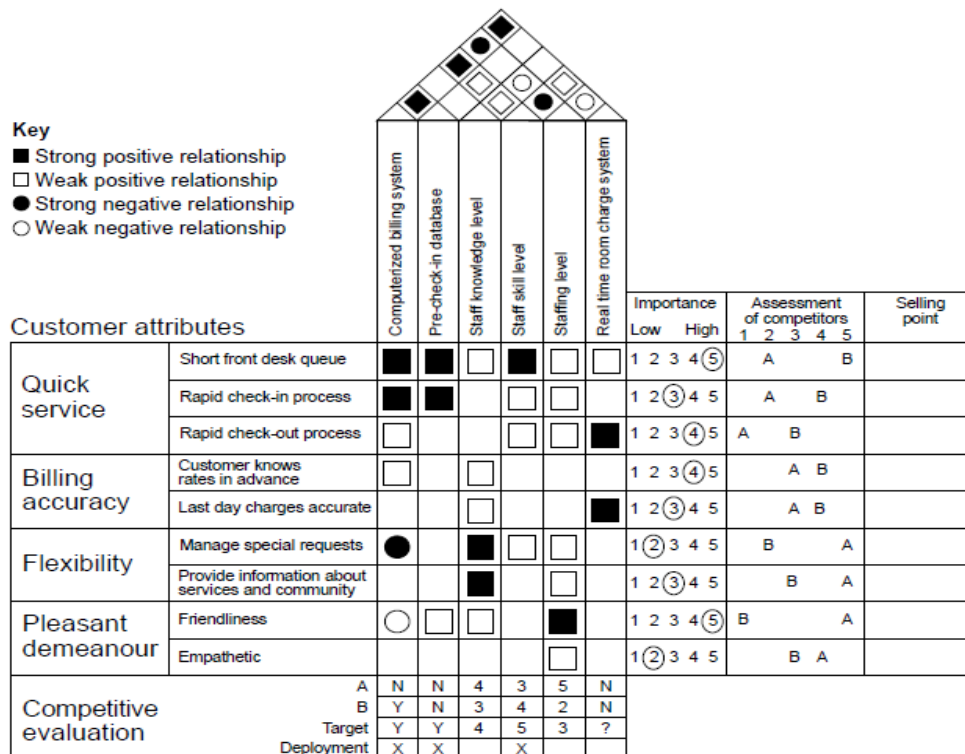 Key
Strong positive relationship
Weak positive relationship
Strong negative relationship
Weak negative relationship
Computerized billing system
Pre-check-in database
Staff knowledge level
Staff skill level
Staffing level
Real time room charge system
Customer attributes
Importance
Low High
Assessment
of competitors
1 2 3 4 5
Selling
point
Quick
service
Short front desk queue
1 2 3 4 5
A B
Rapid check-in process
1 2 3 4 5
A B
Rapid check-out process
1 2 3 4 5
A B
Billing
accuracy
Customer knows
rates in advance
1 2 3 4 5
A B
Last day charges accurate
1 2 3 4 5
A B
Flexibility
Manage special requests
1 2 3 4 5
B A
Provide information about
services and community
1 2 3 4 5
B A
Pleasant
demeanour
Friendliness
1 2 3 4 5
B A
Empathetic
1 2 3 4 5
B A
Competitive
evaluation
A N N 4 3 5 N
B Y N 3 4 2 N
Target Y Y 4 5 3 ?
Deployment X X X